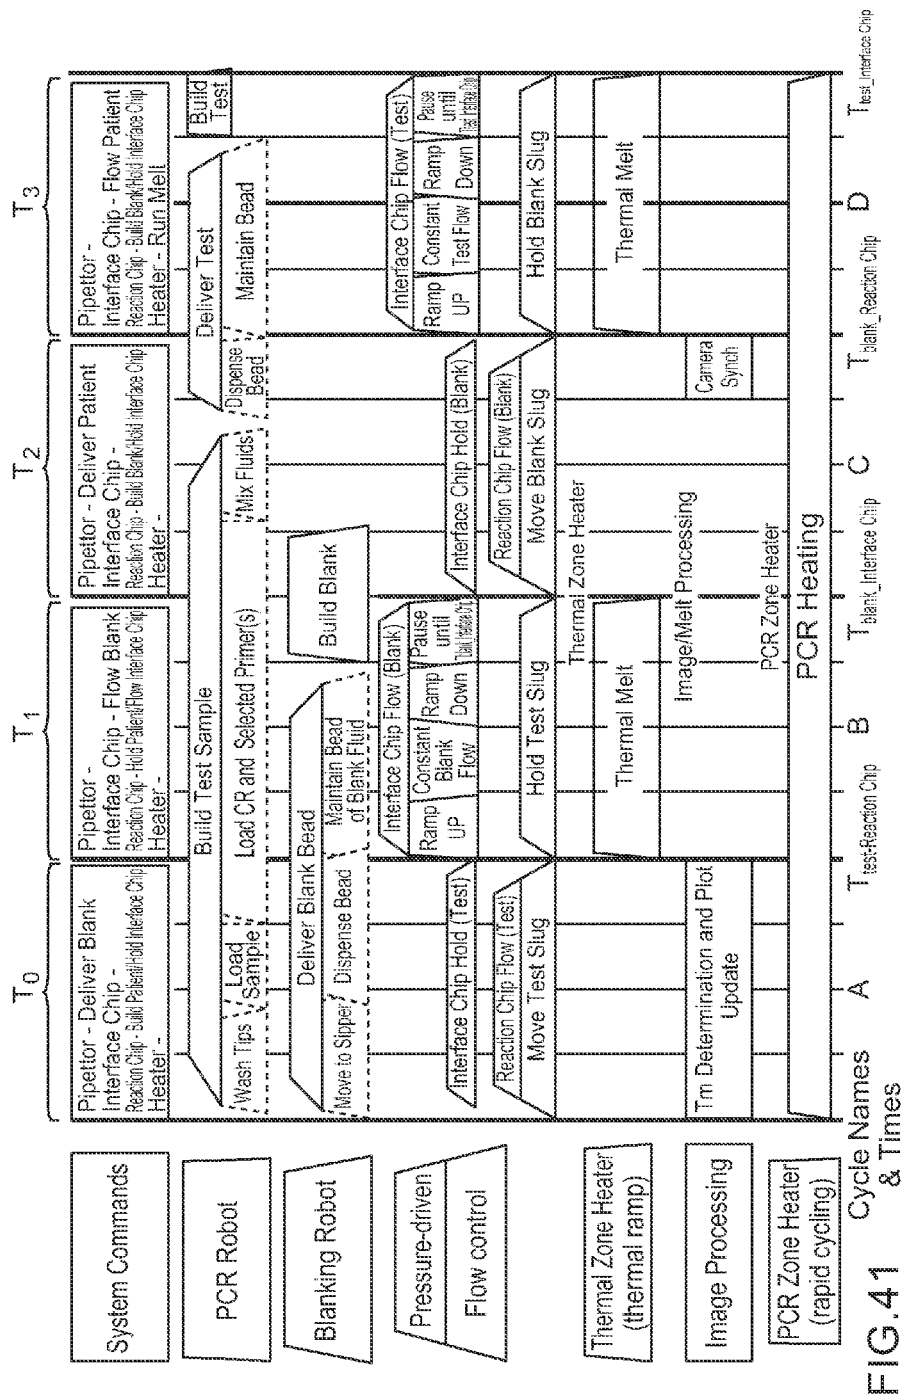 T0
T1
T2
T3
System Commands
Pipettor - Deliver Blank
Interface Chip -
Reaction Chip - Build Patient/Hold Interface Chip
Heater -
Pipettor -
Interface Chip - Flow Blank
Reaction Chip - Hold Patient/Flow Interface Chip
Heater -
Pipettor - Deliver Patient
Interface Chip -
Reaction Chip - Build Blank/Hold Interface Chip
Heater -
Pipettor -
Interface Chip - Flow Patient
Reaction Chip - Build Blank/Hold Interface Chip
Heater - Run Melt
PCR Robot
Build Test Sample
Deliver Test
Build
Test
Wash Tips
Load
Sample
Load CR and Selected Primer(s)
Mix Fluids
Dispense
Bead
Maintain Bead
Blanking Robot
Deliver Blank Bead
Build Blank
Move to Sipper
Dispense Bead
Maintain Bead
of Blank Fluid
Pressure-driven
Flow control
Interface Chip Flow (Blank)
Interface Chip Flow (Test)
Ramp
UP
Constant
Blank
Flow
Ramp
Down
Pause
until
Ramp
UP
Constant
Test Flow
Ramp
Down
Pause
until
Interface Chip Hold (Test)
Interface Chip Hold (Blank)
Reaction Chip Flow (Test)
Reaction Chip Flow (Blank)
Move Test Slug
Hold Test Slug
Move Blank Slug
Hold Blank Slug
Thermal Zone Heater
Thermal Zone Heater
(thermal ramp)
Thermal Melt
Thermal Melt
Image/Melt Processing
Image Processing
Tm Determination and Plot
Update
Camera
Synch
PCR Zone Heater
PCR Zone Heater
(rapid cycling)
PCR Heating
Cycle Names
& Times
A
Ttest-Reaction Chip
B
Tblank_Interface Chip
C
Tblank_Reaction Chip
D
Ttest_Interface Chip
FIG.41